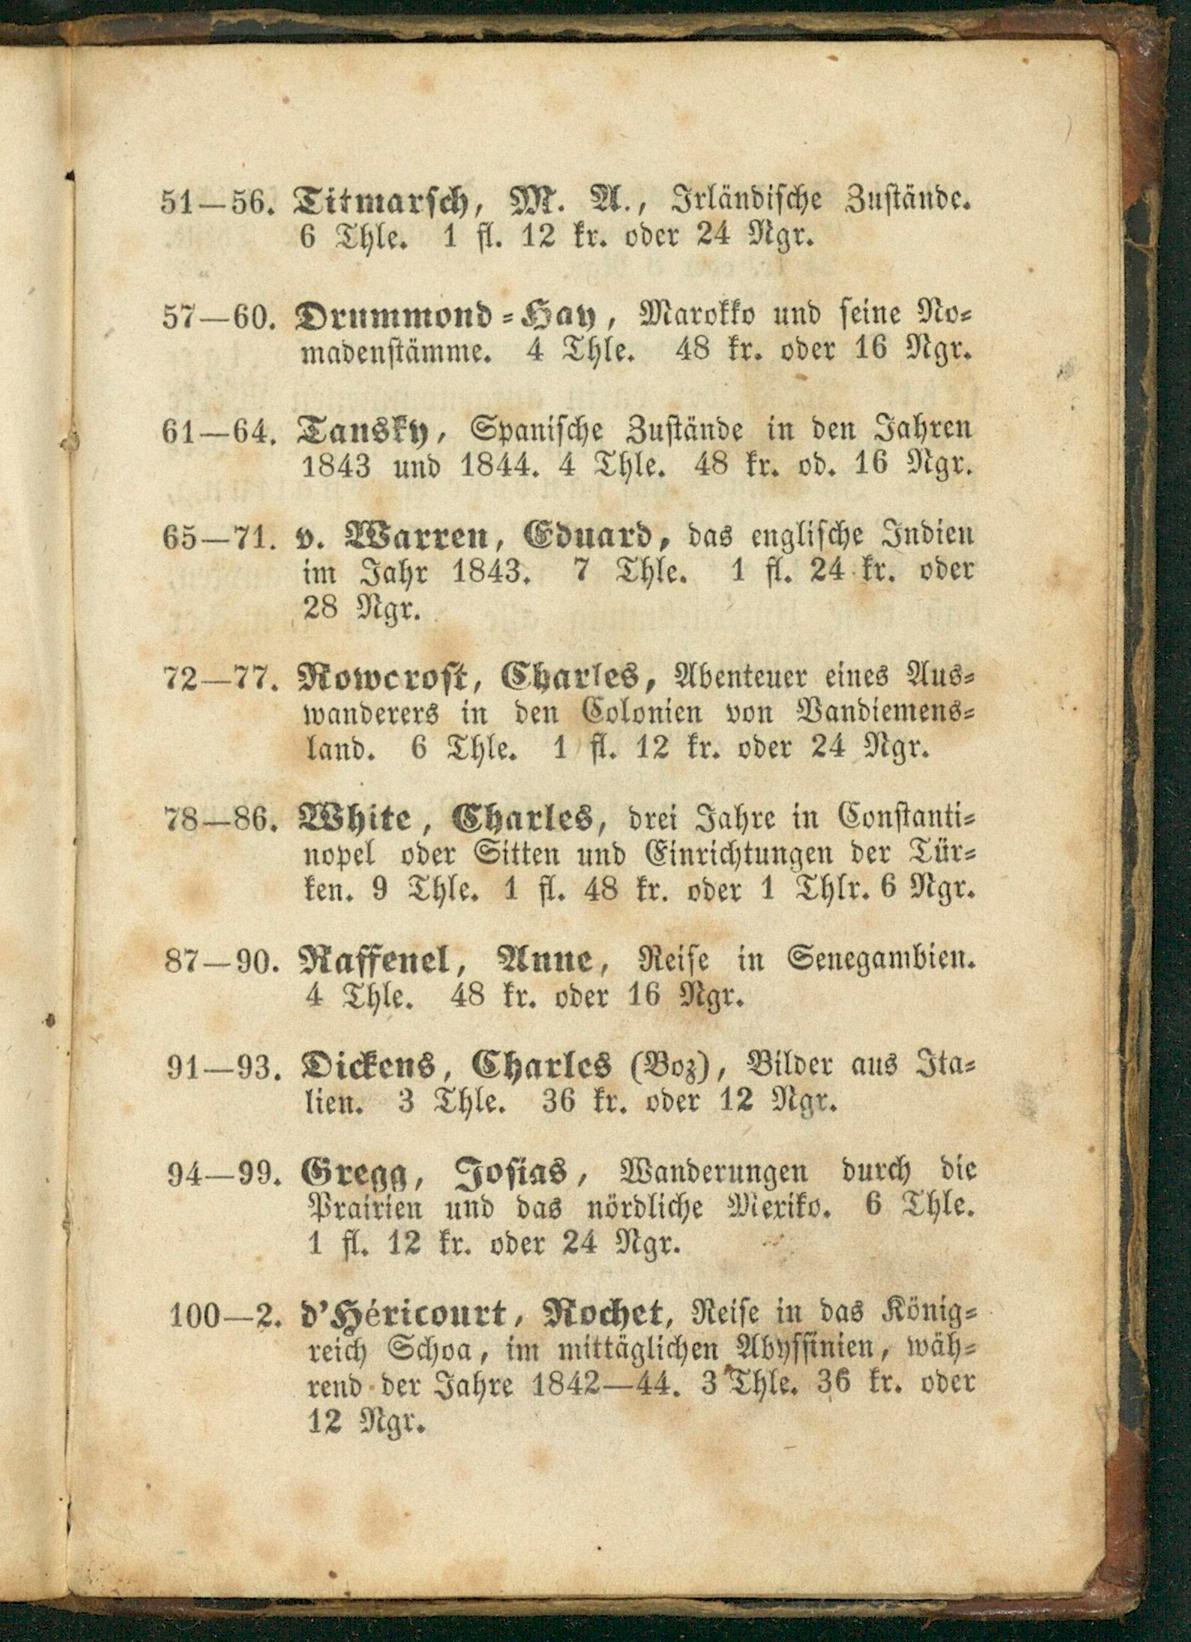 51—56. Titmarsch, M. A., Irländische Zustände.
6 Thle. 1 fl. 12 kr. oder 24 Ngr.
57—60. Drummond-Hay, Marokko und seine No-
madenstämme. 4 Thle. 48 kr. oder 16 Ngr.
61—64. Tansky, Spanische Zustände in den Jahren
1843 und 1844. 4 Thle. 48 kr. od. 16 Ngr.
65—71. v. Warren, Eduard, das englische Indien
im Jahr 1843. 7 Thle. 1 fl. 24 kr. oder
28 Ngr.
72—77. Rowcroft, Charles, Abenteuer eines Aus-
wanderers in den Colonien von Vandiemens-
land. 6 Thle. 1 fl. 12 kr. oder 24 Ngr.
78—86. White, Charles, drei Jahre in Constanti-
nopel oder Sitten und Einrichtungen der Tür-
ken. 9 Thle. 1 fl. 48 kr. oder 1 Thlr. 6 Ngr.
87—90. Raffenel, Anne, Reise in Senegambien.
4 Thle. 48 kr. oder 16 Ngr.
91—93. Dickens, Charles (Boz), Bilder aus Ita-
lien. 3 Thle. 36 kr. oder 12 Ngr.
94—99. Gregg, Josias, Wanderungen durch die
Prairien und das nördliche Mexiko. 6 Thle.
1 fl. 12 kr. oder 24 Ngr.
100—2. d'Héricourt, Rochet, Reise in das König-
reich Schoa, im mittäglichen Abyssinien, wäh-
rend der Jahre 1842—44. 3 Thle. 36 kr. oder
12 Ngr.